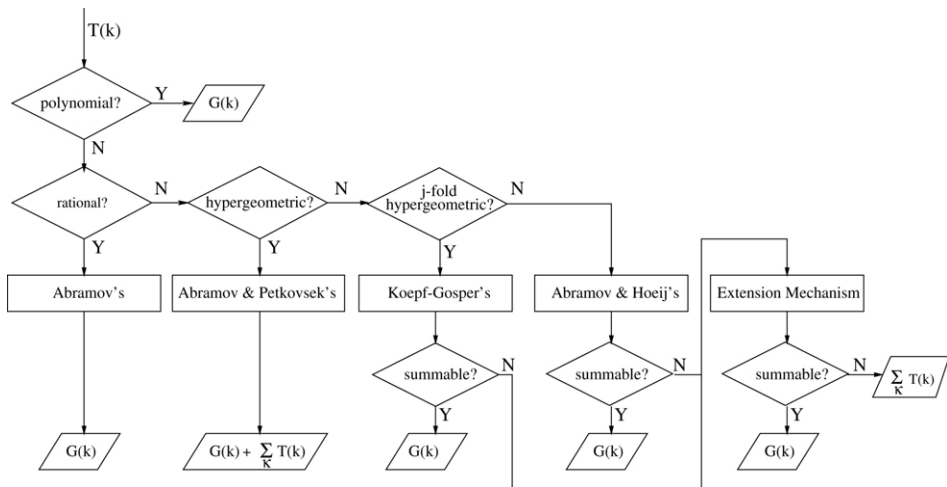 T(k)
polynomial?
Y
G(k)
N
rational?
N
hypergeometric?
N
j-fold
hypergeometric?
N
Y
Y
Y
Abramov's
Abramov & Petkovsek's
Koepf-Gosper's
Abramov & Hoeij's
Extension Mechanism
summable?
N
summable?
N
summable?
N
Σ T(k)
K
Y
Y
Y
G(k)
G(k) + Σ T(k)
K
G(k)
G(k)
G(k)